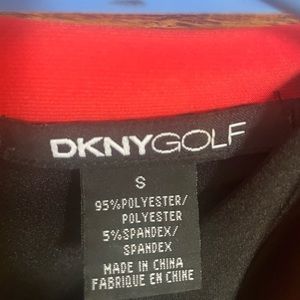 DKNYGOLF
S
95%POLYESTER/
POLYESTER
5%SPANDEX/
SPANDEX
MADE IN CHINA
FABRIQUE EN CHINE